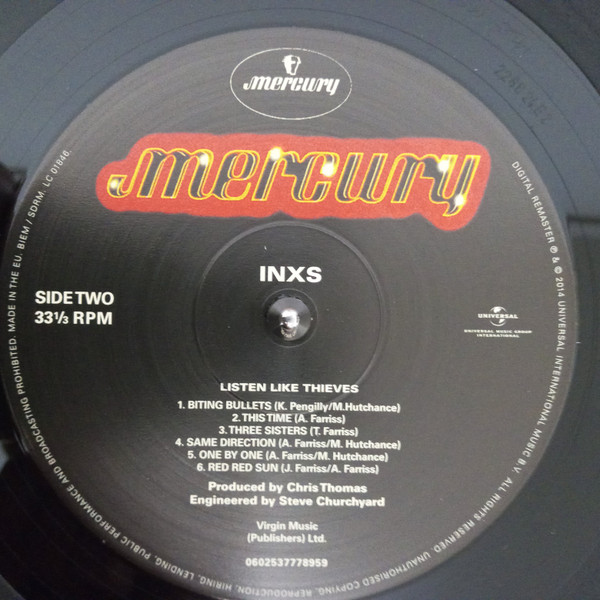 mercury
mercury
INXS
SIDE TWO
33⅓ RPM
UNIVERSAL
UNIVERSAL MUSIC GROUP
INTERNATIONAL
LISTEN LIKE THIEVES
1. BITING BULLETS (K. Pengilly/M.Hutchance)
2. THIS TIME (A. Farriss)
3. THREE SISTERS (T. Farriss)
4. SAME DIRECTION (A. Farriss/M. Hutchance)
5. ONE BY ONE (A. Farriss/M. Hutchance)
6. RED RED SUN (J. Farriss/A. Farriss)
Produced by Chris Thomas
Engineered by Steve Churchyard
Virgin Music
(Publishers) Ltd.
0602537778959
DIGITAL REMASTER ℗ & © 2014 UNIVERSAL INTERNATIONAL MUSIC B.V. ALL RIGHTS RESERVED. UNAUTHORISED COPYING, HIRING, LENDING, PUBLIC PERFORMANCE AND BROADCASTING PROHIBITED. MADE IN THE EU. BIEM / SDRM. LC 01846.